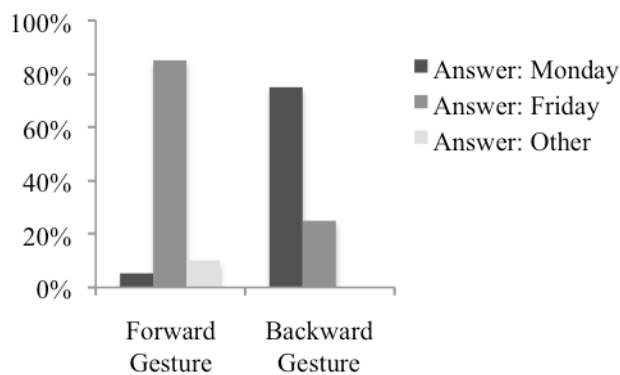 100%
80%
60%
40%
20%
0%
Answer: Monday
Answer: Friday
Answer: Other
Forward
Gesture
Backward
Gesture